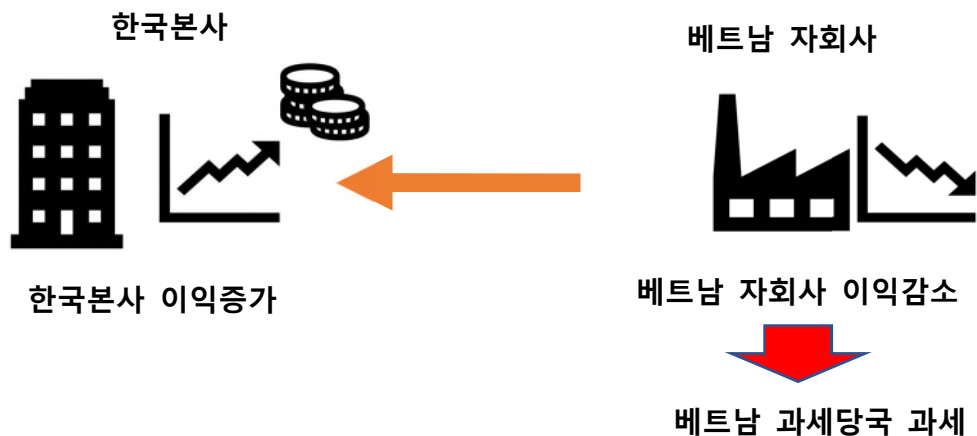 한국본사
베트남 자회사
한국본사 이익증가
베트남 자회사 이익감소
베트남 과세당국 과세